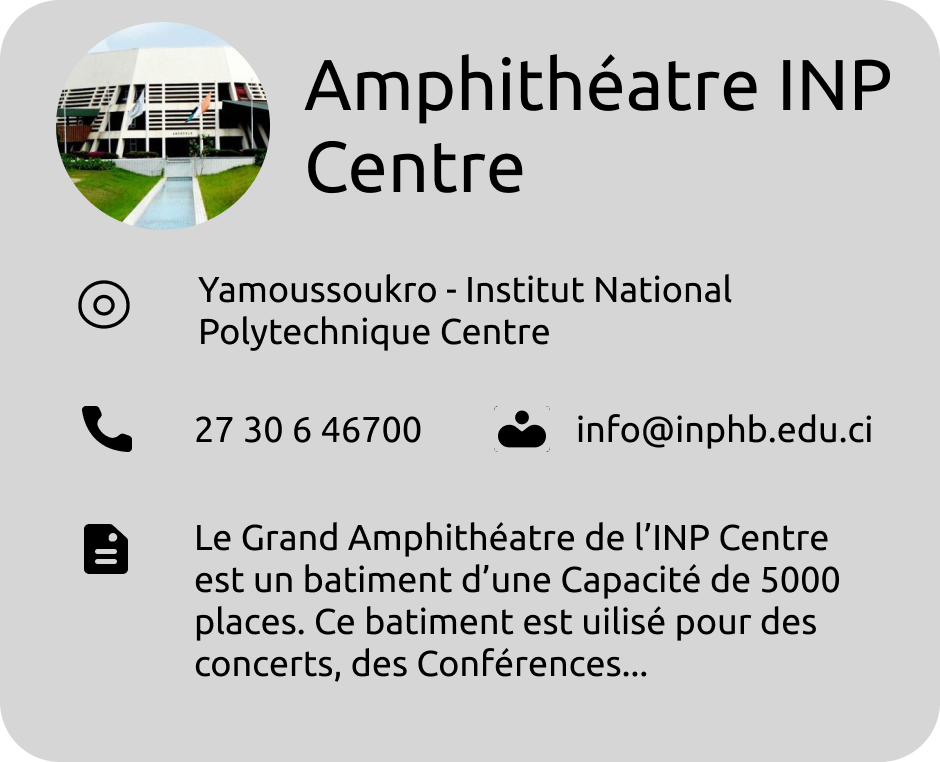 Amphithéatre INP
Centre
Yamoussoukro - Institut National
Polytechnique Centre
27 30 6 46700
info@inphb.edu.ci
Le Grand Amphithéatre de l’INP Centre
est un batiment d’une Capacité de 5000
places. Ce batiment est uilisé pour des
concerts, des Conférences...